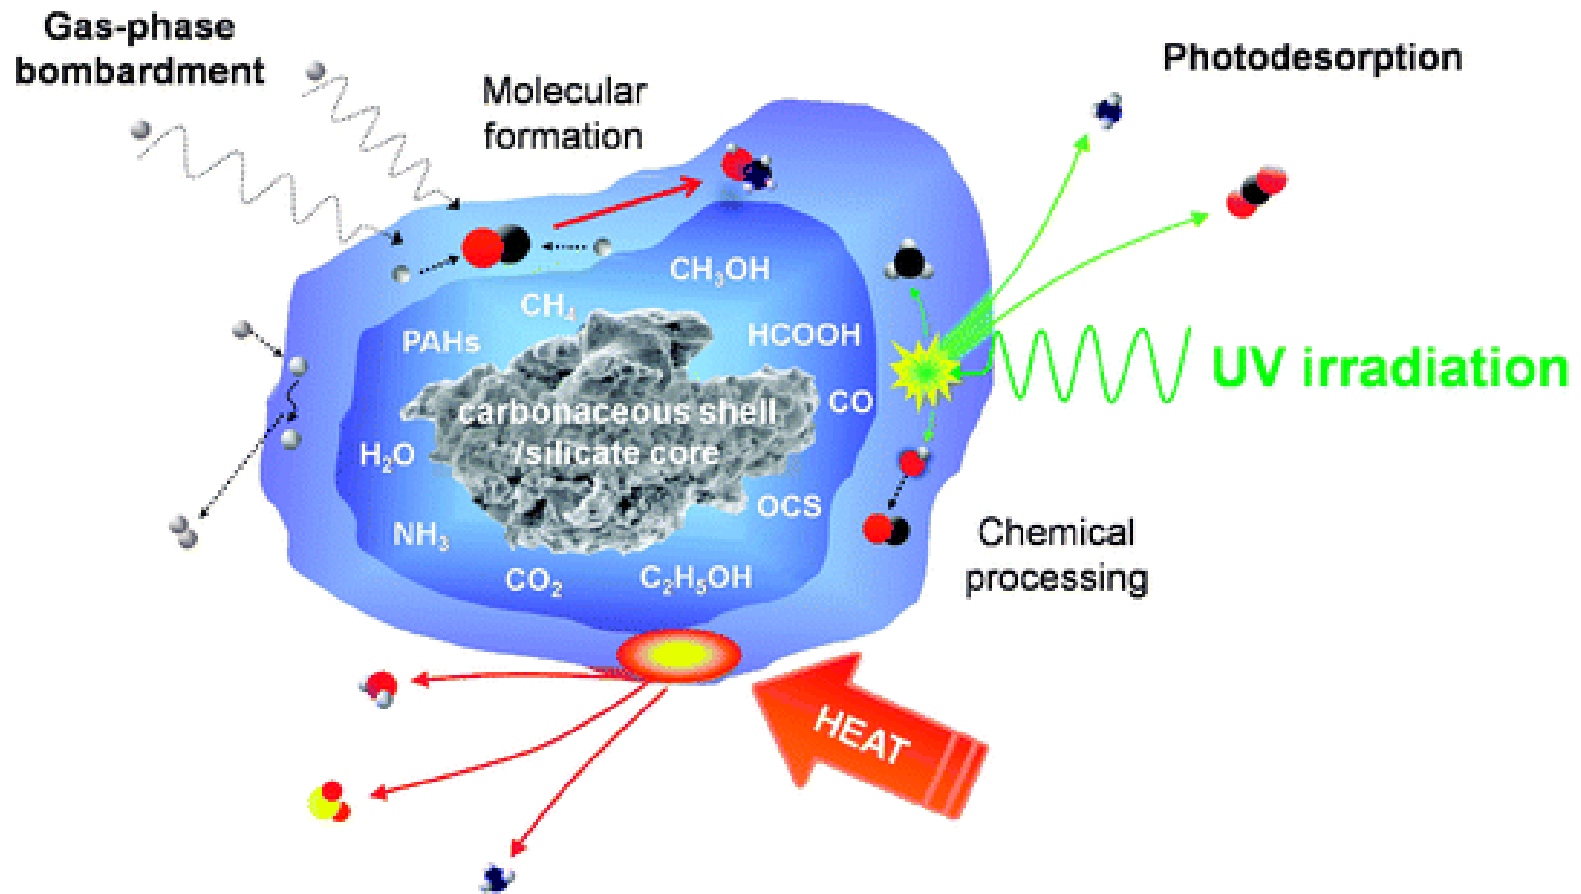 Gas-phase
bombardment
Molecular
formation
Photodesorption
CH₃OH
CH₄
HCOOH
PAHs
UV irradiation
CO
carbonaceous shell
/silicate core
H₂O
OCS
NH₃
Chemical
processing
CO₂
C₂H₅OH
HEAT